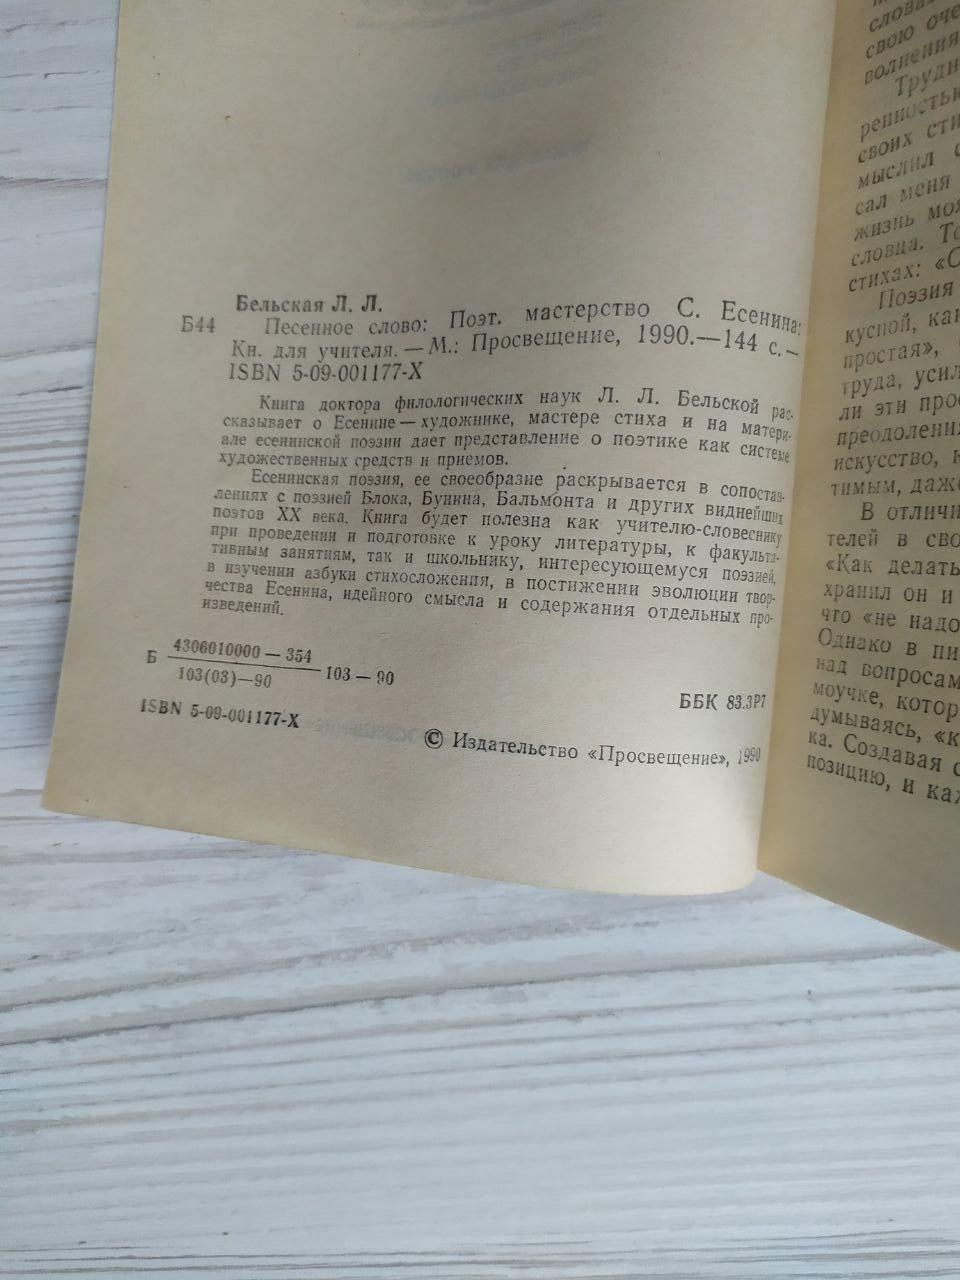 Бельская Л. Л.
Б44 Песенное слово: Поэт. мастерство С. Есенина:
Кн. для учителя. — М.: Просвещение, 1990.—144 с.—
ISBN 5-09-001177-X
Книга доктора филологических наук Л. Л. Бельской рас-
сказывает о Есенине — художнике, мастере стиха и на матери-
але есенинской поэзии дает представление о поэтике как системе
художественных средств и приемов.
Есенинская поэзия, ее своеобразие раскрывается в сопостав-
лениях с поэзией Блока, Бунина, Бальмонта и других виднейших
поэтов XX века. Книга будет полезна как учителю-словеснику
при проведении и подготовке к уроку литературы, к факульта-
тивным занятиям, так и школьнику, интересующемуся поэзией,
в изучении азбуки стихосложения, в постижении эволюции твор-
чества Есенина, идейного смысла и содержания отдельных про-
изведений.
Б 4306010000 — 354
103(03)—90
103 — 90
ББК 83.3Р7
ISBN 5-09-001177-X
© Издательство «Просвещение», 1990
свою оче
волнения
Трудн
ренностью
своих сти
мыслил с
сал меня
жизнь моя
словца. То
стихах: «С
Поэзия
кусной, как
простая»,
труда, усил
ли эти про
преодолени
искусство,
тимым, даже
В отличи
телей в сво
«Как делать
хранил он и
что «не надо
Однако в пи
над вопросам
моучке, котор
думываясь, «к
ка. Создавая с
позицию, и каж